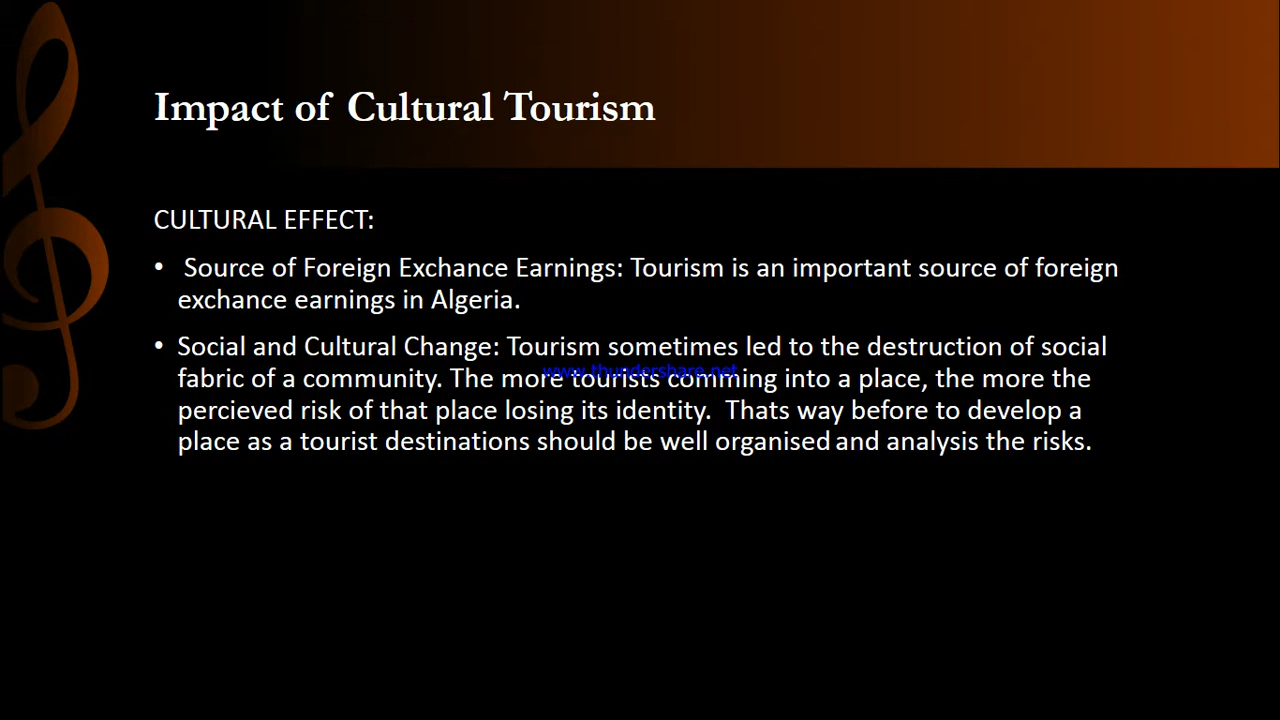 Impact of Cultural Tourism
CULTURAL EFFECT:
• Source of Foreign Exchance Earnings: Tourism is an important source of foreign
exchance earnings in Algeria.
• Social and Cultural Change: Tourism sometimes led to the destruction of social
www.thundershare.net
fabric of a community. The more tourists comming into a place, the more the
percieved risk of that place losing its identity. Thats way before to develop a
place as a tourist destinations should be well organised and analysis the risks.